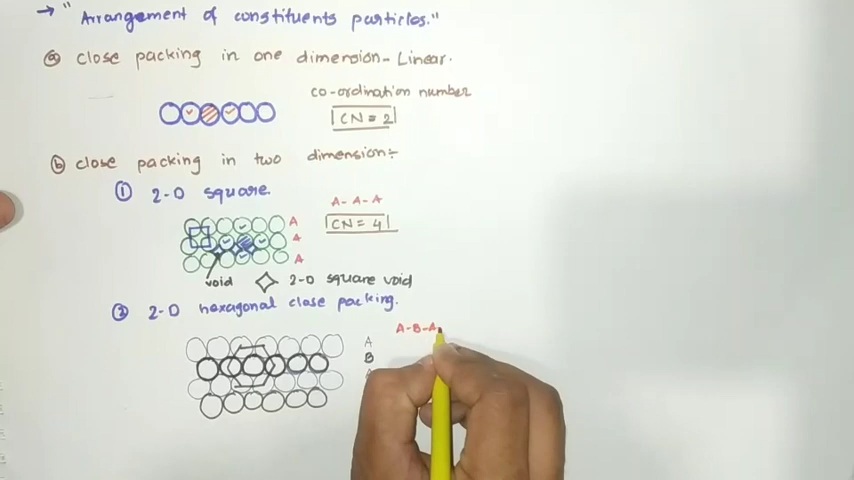 → "Arrangement of constituents particles."
ⓐ close packing in one dimension - Linear.
co-ordination number
CN = 2
ⓑ close packing in two dimension :-
① 2-D square.
A - A - A
A
A
A
CN = 4
void
2-D square void
② 2-D hexagonal close packing.
A-B-A
A
B